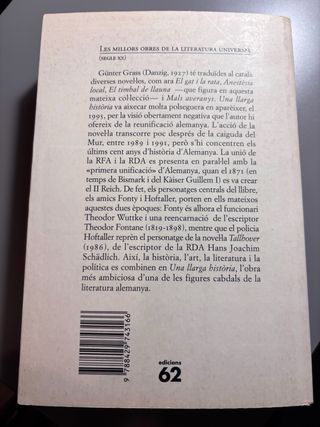 LES MILLORS OBRES DE LA LITERATURA UNIVERSAL
(SEGLE XX)
Günter Grass (Danzig, 1927) té traduïdes al català
diverses novel·les, com ara El gat i la rata, Anestèsia
local, El timbal de llauna —que figura en aquesta
mateixa col·lecció— i Mals averanys. Una llarga
història va aixecar molta polseguera en aparèixer, el
1995, per la visió obertament negativa que l'autor hi
ofereix de la reunificació alemanya. L'acció de la
novel·la transcorre poc després de la caiguda del
Mur, entre 1989 i 1991, però s'hi concentren els
últims cent anys d'història d'Alemanya. La unió de
la RFA i la RDA es presenta en paral·lel amb la
«primera unificació» d'Alemanya, quan el 1871 (en
temps de Bismark i del Kàiser Guillem I) es va crear
el II Reich. De fet, els personatges centrals del llibre,
els amics Fonty i Hoftaller, porten en ells mateixos
aquestes dues èpoques: Fonty és alhora el funcionari
Theodor Wuttke i una reencarnació de l'escriptor
Theodor Fontane (1819-1898), mentre que el policia
Hoftaller reprèn el personatge de la novel·la Tallhover
(1986), de l'escriptor de la RDA Hans Joachim
Schädlich. Així, la història, l'art, la literatura i la
política es combinen en Una llarga història, l'obra
més ambiciosa d'una de les figures cabdals de la
literatura alemanya.
9 788429 743166
edicions
62